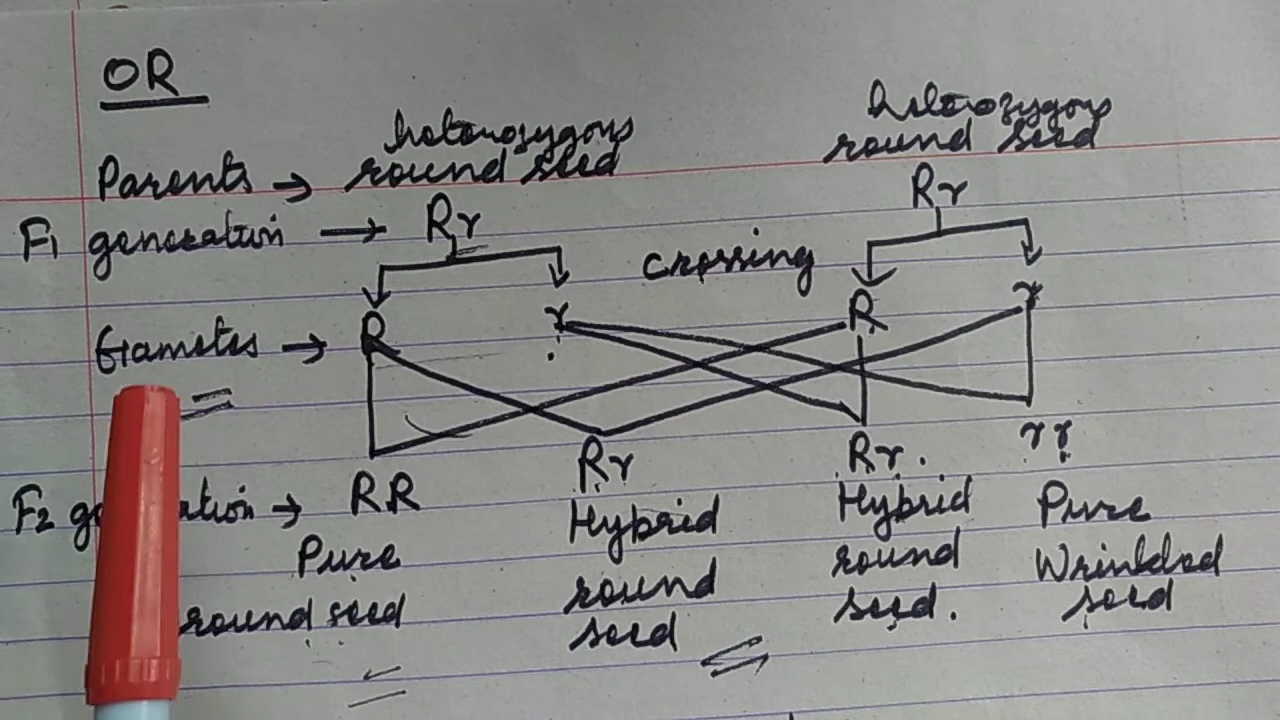 OR
heterozygous heterozygous
Parents → round seed round seed
F1 generation → Rr Rr
crossing
Gametes → R r R r
RR Rr Rr. rr
F2 → Pure round seed Hybrid round seed Hybrid round seed. Pure Wrinkled seed